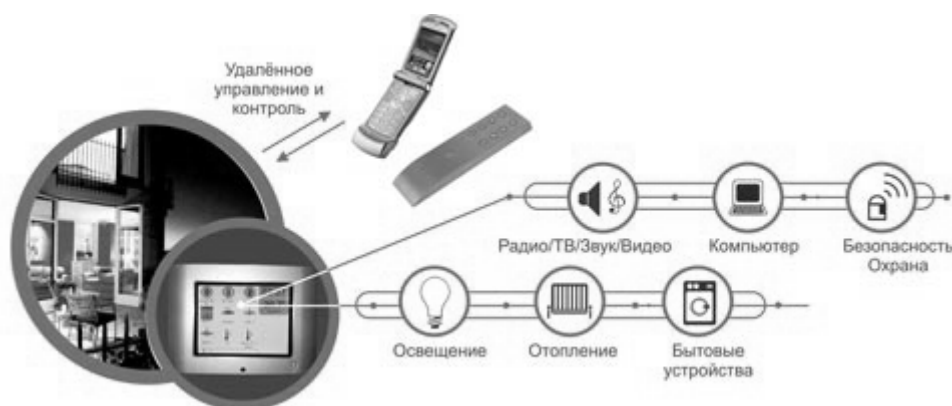 Удалённое
управление и
контроль
Радио/ТВ/Звук/Видео
Компьютер
Безопасность
Охрана
Освещение
Отопление
Бытовые
устройства